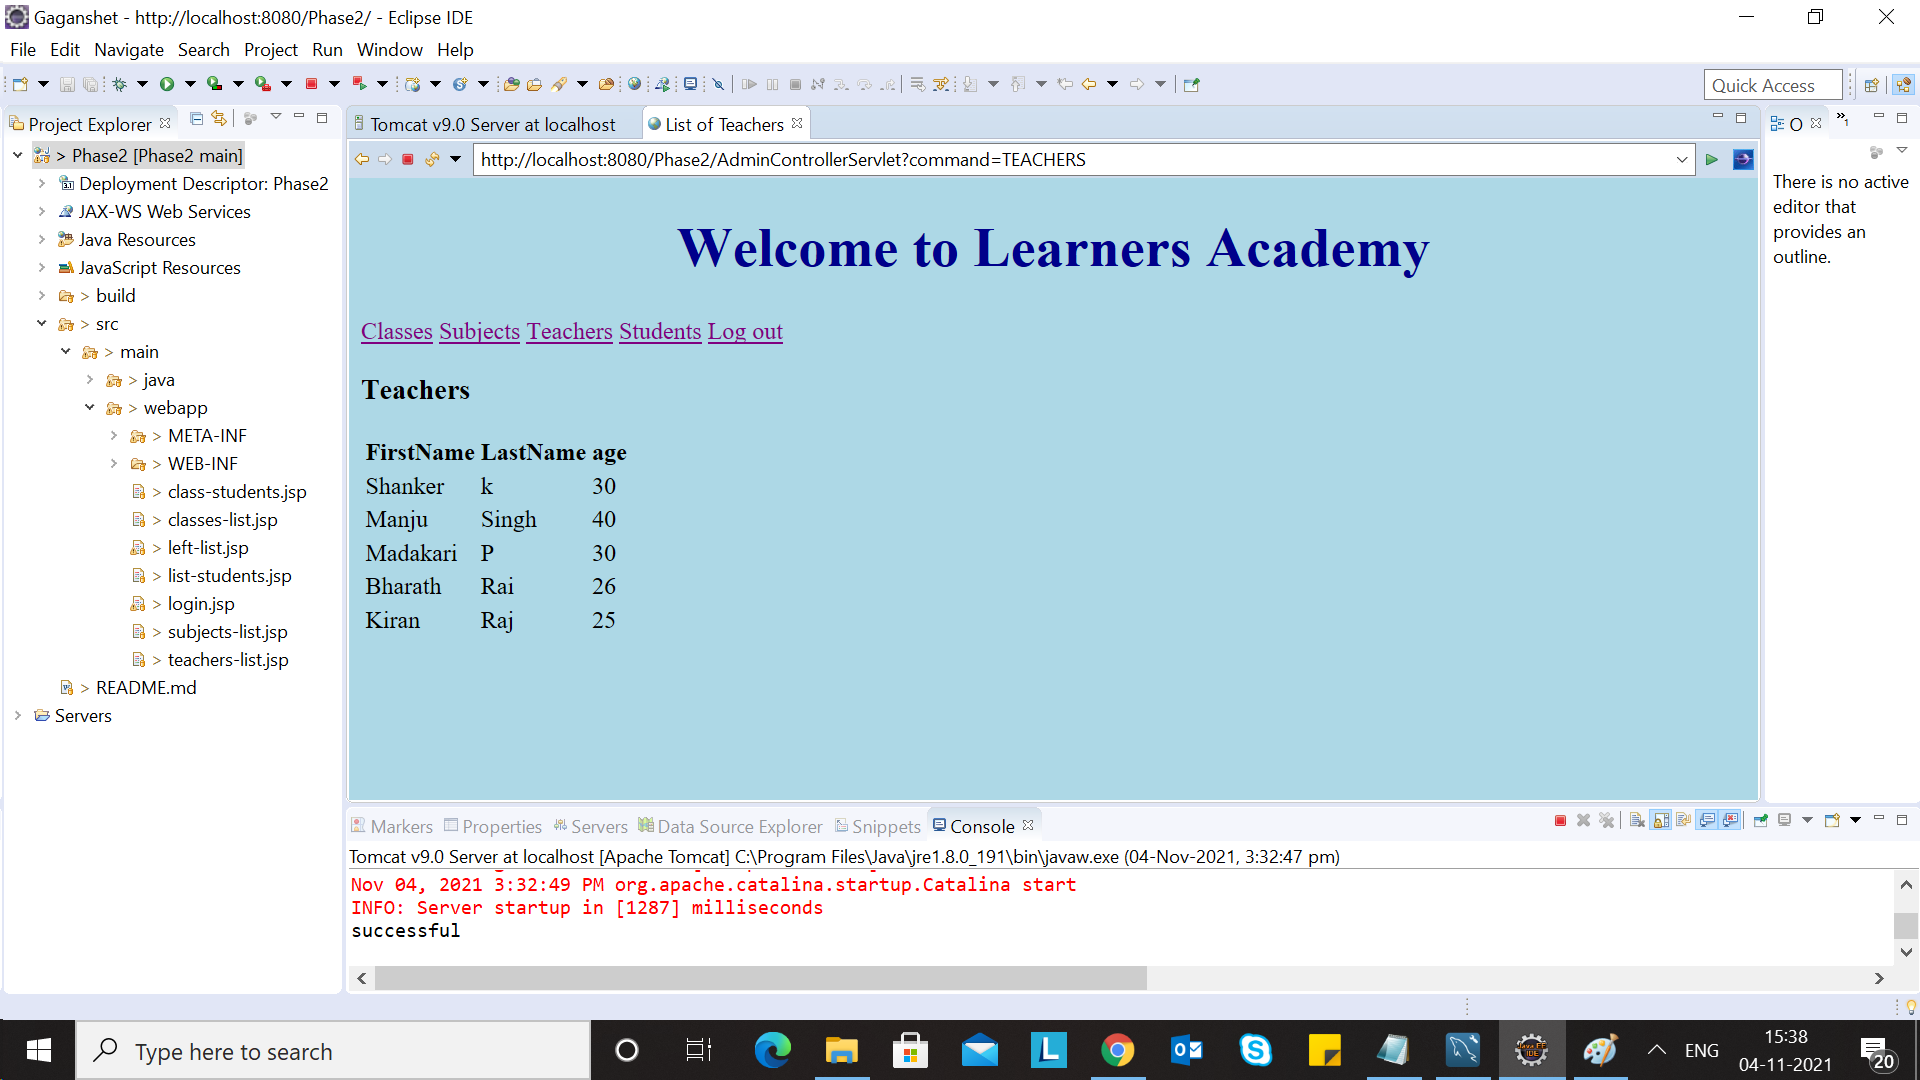 Gaganshet - http://localhost:8080/Phase2/ - Eclipse IDE
File Edit Navigate Search Project Run Window Help
Quick Access
Project Explorer
> Phase2 [Phase2 main]
Deployment Descriptor: Phase2
JAX-WS Web Services
Java Resources
JavaScript Resources
> build
> src
> main
> java
> webapp
> META-INF
> WEB-INF
> class-students.jsp
> classes-list.jsp
> left-list.jsp
> list-students.jsp
> login.jsp
> subjects-list.jsp
> teachers-list.jsp
> README.md
Servers
Tomcat v9.0 Server at localhost List of Teachers
http://localhost:8080/Phase2/AdminControllerServlet?command=TEACHERS
Welcome to Learners Academy
Classes Subjects Teachers Students Log out
Teachers
FirstName LastName age
Shanker k 30
Manju Singh 40
Madakari P 30
Bharath Rai 26
Kiran Raj 25
O »1
There is no active
editor that
provides an
outline.
Markers Properties Servers Data Source Explorer Snippets Console
Tomcat v9.0 Server at localhost [Apache Tomcat] C:\Program Files\Java\jre1.8.0_191\bin\javaw.exe (04-Nov-2021, 3:32:47 pm)
Nov 04, 2021 3:32:49 PM org.apache.catalina.startup.Catalina start
INFO: Server startup in [1287] milliseconds
successful
Type here to search
ENG
15:38
04-11-2021
20